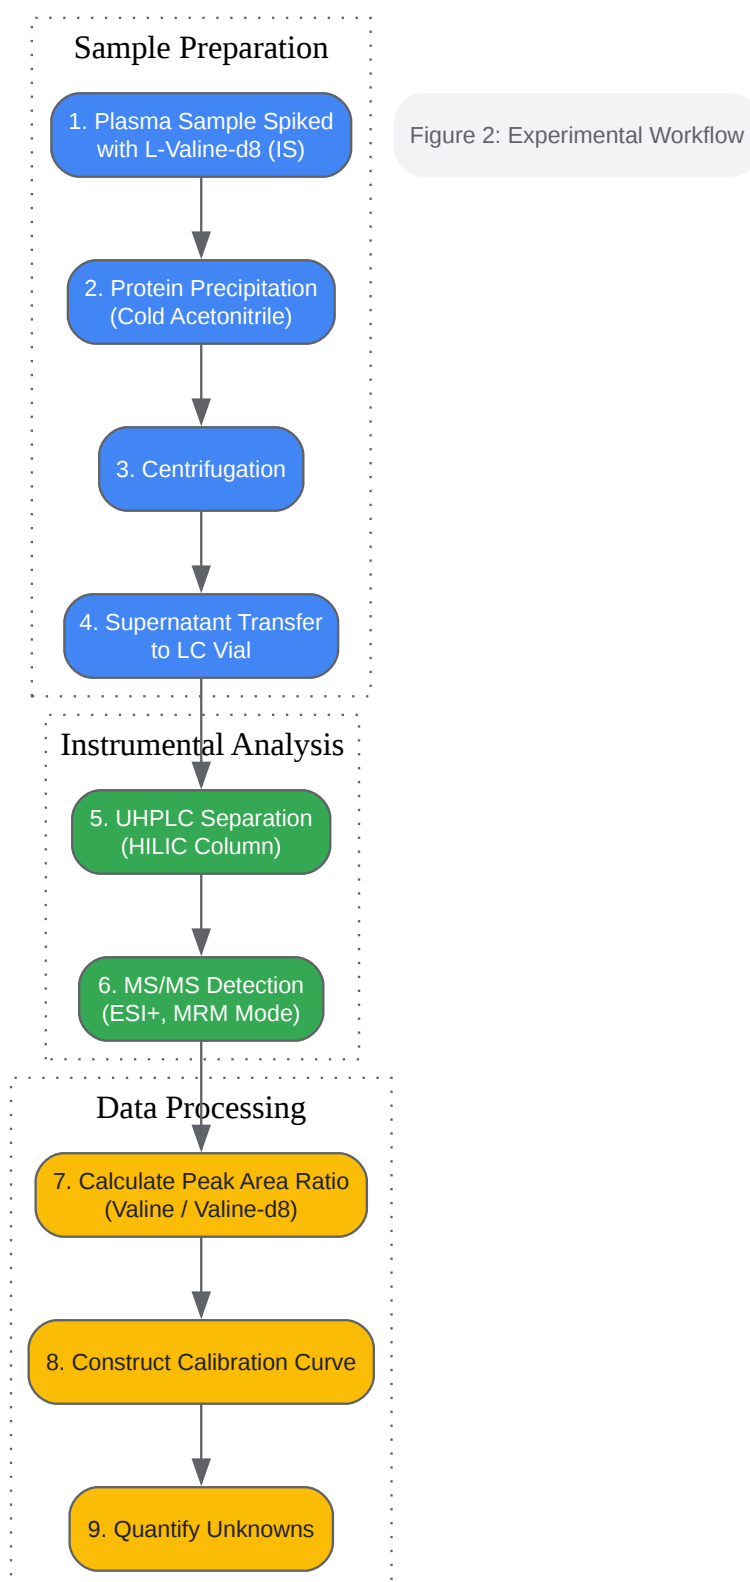 Sample Preparation
1. Plasma Sample Spiked
with L-Valine-d8 (IS)
Figure 2: Experimental Workflow
2. Protein Precipitation
(Cold Acetonitrile)
3. Centrifugation
4. Supernatant Transfer
to LC Vial
Instrumental Analysis
5. UHPLC Separation
(HILIC Column)
6. MS/MS Detection
(ESI+, MRM Mode)
Data Processing
7. Calculate Peak Area Ratio
(Valine / Valine-d8)
8. Construct Calibration Curve
9. Quantify Unknowns